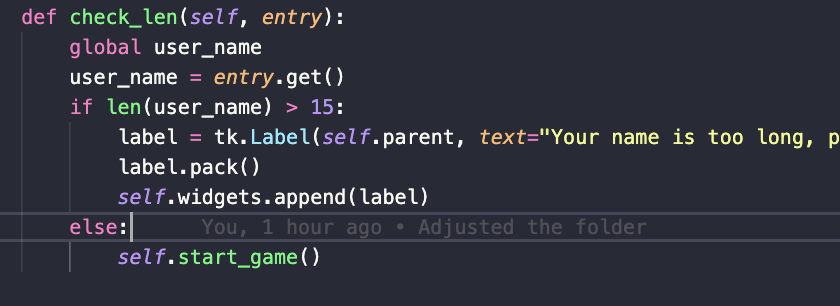 def check_len(self, entry):
    global user_name
    user_name = entry.get()
    if len(user_name) > 15:
        label = tk.Label(self.parent, text="Your name is too long, p
        label.pack()
        self.widgets.append(label)
    else:      You, 1 hour ago • Adjusted the folder
        self.start_game()